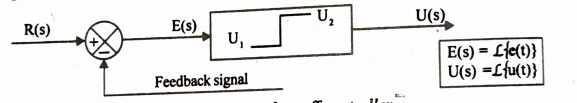 R(s)
+
−
E(s)
U₁
U₂
U(s)
E(s) = ℒ{e(t)}
U(s) =ℒ{u(t)}
Feedback signal